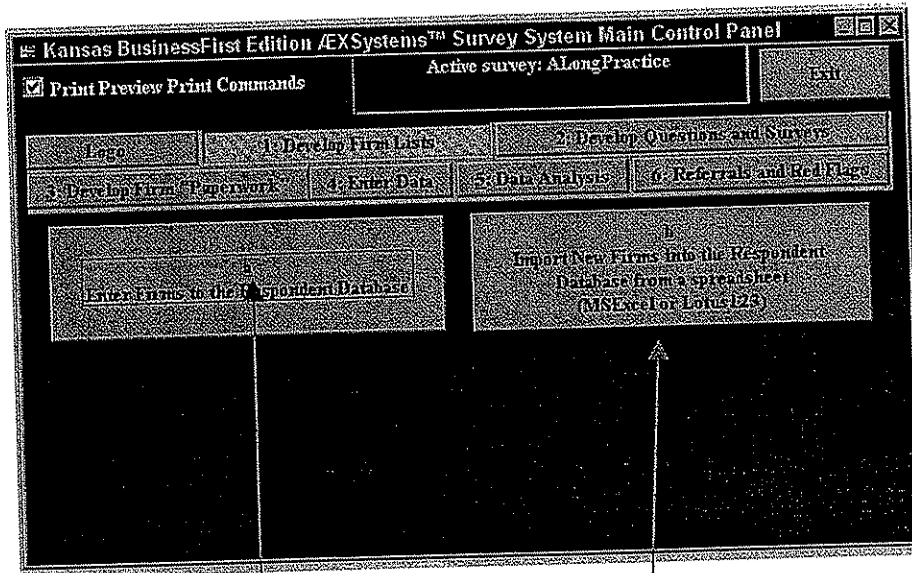 Kansas BusinessFirst Edition ÆXSystems™ Survey System Main Control Panel
Print Preview Print Commands
Active survey: ALongPractice
Exit
Logo
1: Develop Firm Lists
2: Develop Questions and Surveys
3: Develop Firm "Paperwork"
4: Enter Data
5: Data Analysis
6: Referrals and Red Flags
a
Enter Firms to the Respondent Database
b
Import New Firms Into the Respondent
Database from a spreadsheet
(MSExcel or Lotus123)